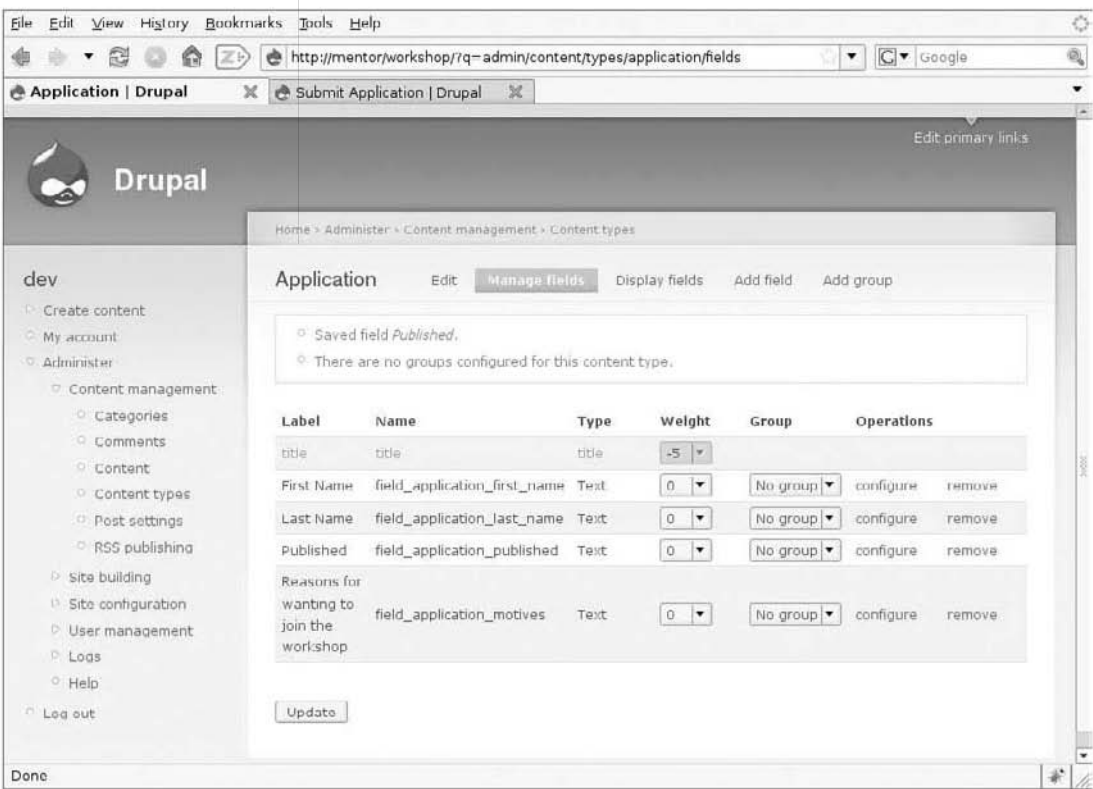 File Edit View History Bookmarks Tools Help
http://mentor/workshop/?q=admin/content/types/application/fields
Google
Application | Drupal
Submit Application | Drupal
Edit primary links
Drupal
Home » Administer » Content management » Content types
dev
Create content
My account
Administer
Content management
Categories
Comments
Content
Content types
Post settings
RSS publishing
Site building
Site configuration
User management
Logs
Help
Log out
Application Edit Manage fields Display fields Add field Add group
Saved field Published.
There are no groups configured for this content type.
Label Name Type Weight Group Operations
title title title -5
First Name field_application_first_name Text 0 No group configure remove
Last Name field_application_last_name Text 0 No group configure remove
Published field_application_published Text 0 No group configure remove
Reasons for
wanting to
join the
workshop
field_application_motives Text 0 No group configure remove
Update
Done